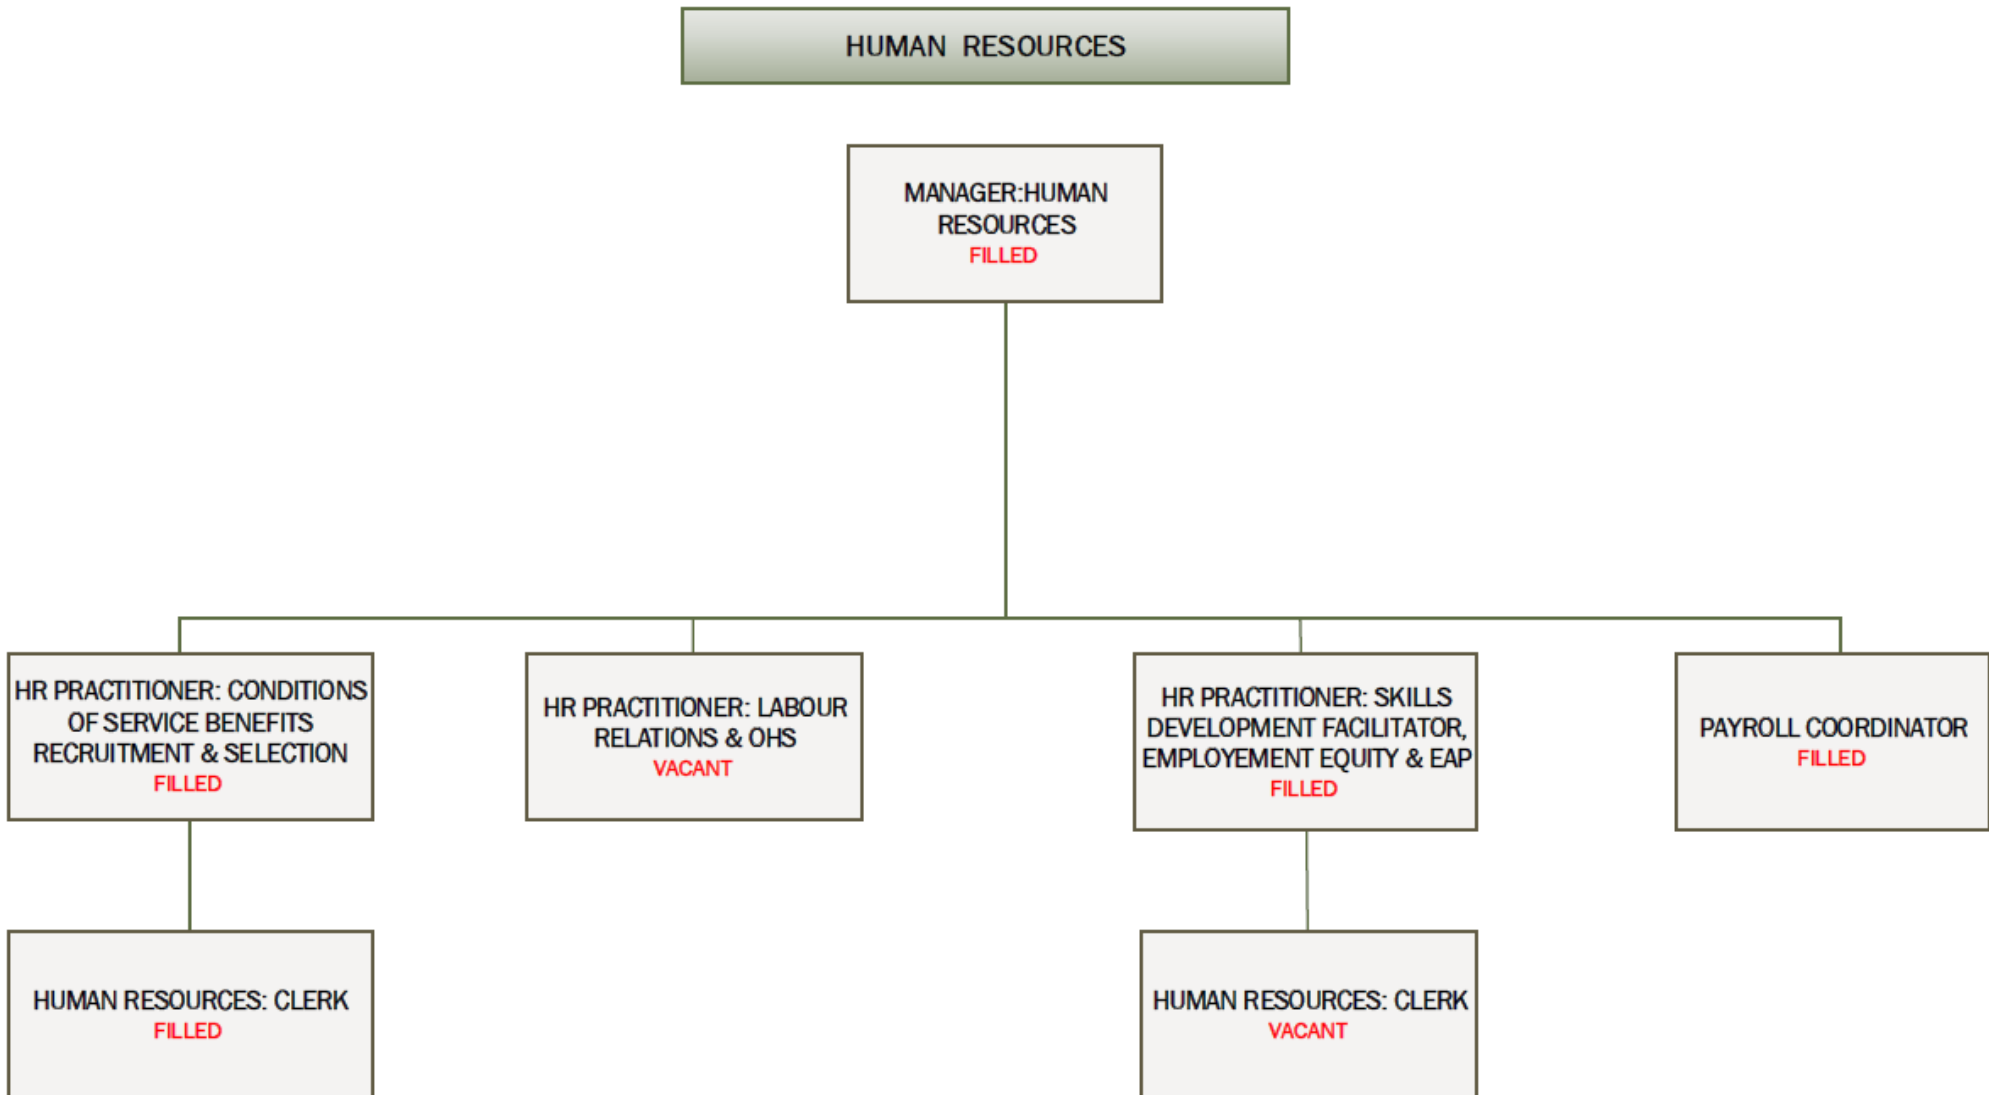 HUMAN RESOURCES
MANAGER:HUMAN
RESOURCES
FILLED
HR PRACTITIONER: CONDITIONS
OF SERVICE BENEFITS
RECRUITMENT & SELECTION
FILLED
HR PRACTITIONER: LABOUR
RELATIONS & OHS
VACANT
HR PRACTITIONER: SKILLS
DEVELOPMENT FACILITATOR,
EMPLOYEMENT EQUITY & EAP
FILLED
PAYROLL COORDINATOR
FILLED
HUMAN RESOURCES: CLERK
FILLED
HUMAN RESOURCES: CLERK
VACANT